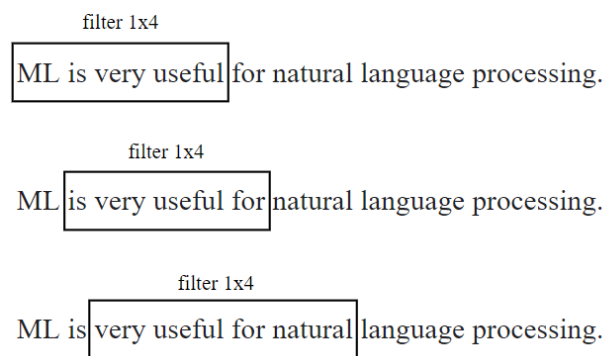 filter 1x4
ML is very useful for natural language processing.
filter 1x4
ML is very useful for natural language processing.
filter 1x4
ML is very useful for natural language processing.